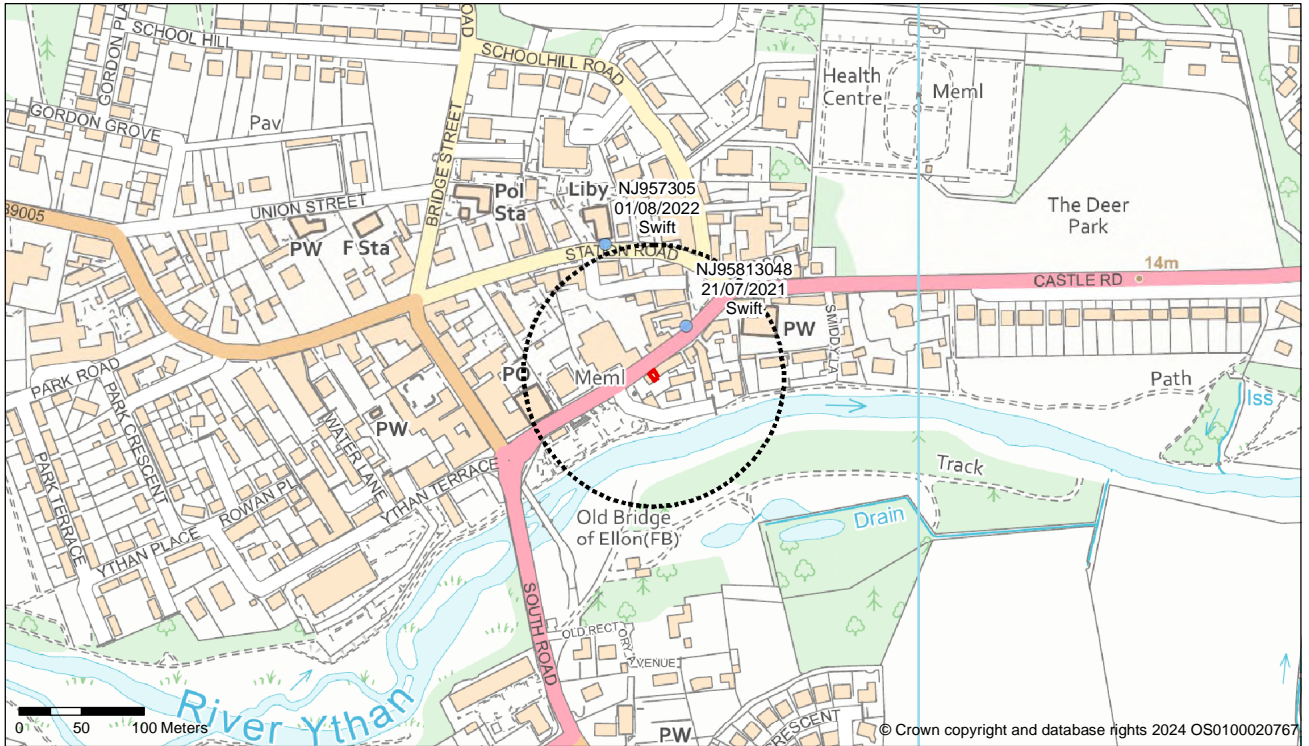 SCHOOL HILL
GORDON PLA
ROAD
SCHOOLHILL ROAD
Health
Centre
Meml
GORDON GROVE
Pav
BRIDGE STREET
Pol
Sta
Liby
NJ957305
01/08/2022
Swift
UNION STREET
PW
F Sta
STATION ROAD
The Deer
Park
B9005
NJ95813048
21/07/2021
Swift
14m
CASTLE RD
PW
SMIDDY LA
PARK ROAD
PARK CRESCENT
PO
Meml
Path
Iss
PW
WATER LANE
PARK TERRACE
ROWAN PL
YTHAN TERRACE
YTHAN PLACE
Track
Drain
Old Bridge
of Ellon(FB)
SOUTH ROAD
OLD RECTORY
AVENUE
River Ythan
PW
RESCENT
0 50 100 Meters
© Crown copyright and database rights 2024 OS0100020767